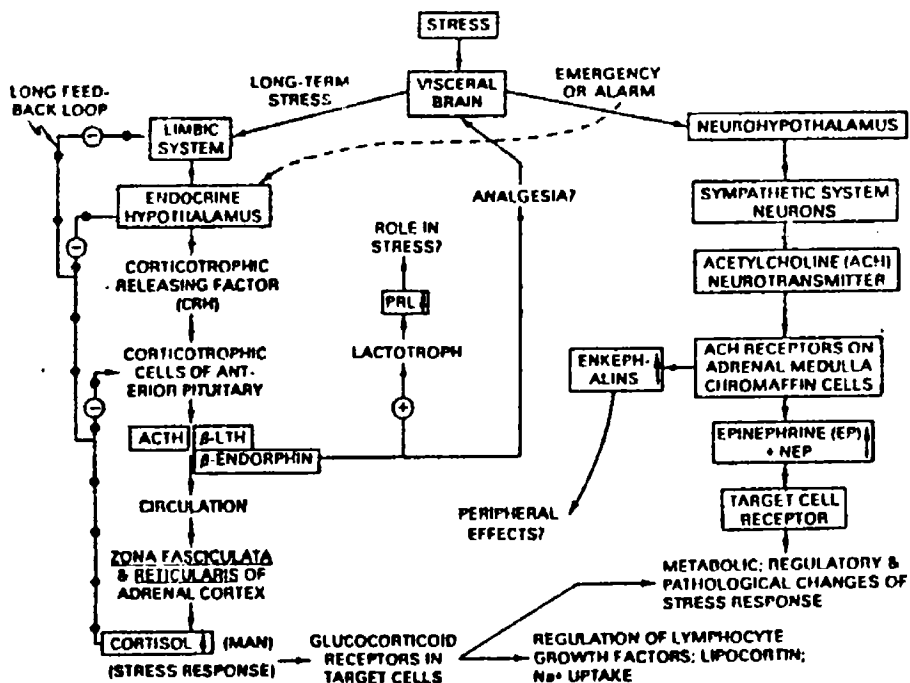 STRESS
VISCERAL
BRAIN
LONG-TERM
STRESS
EMERGENCY
OR ALARM
LONG FEED-
BACK LOOP
LIMBIC
SYSTEM
ENDOCRINE
HYPOTHALAMUS
CORTICOTROPHIC
RELEASING FACTOR
(CRH)
CORTICOTROPHIC
CELLS OF ANT-
ERIOR PITUITARY
ACTH
β-LTH
β-ENDORPHIN
CIRCULATION
ZONA FASCICULATA
& RETICULARIS OF
ADRENAL CORTEX
CORTISOL (MAN)
(STRESS RESPONSE)
ROLE IN
STRESS?
PRL
LACTOTROPH
+
ANALGESIA?
NEUROHYPOTHALAMUS
SYMPATHETIC SYSTEM
NEURONS
ACETYLCHOLINE (ACH)
NEUROTRANSMITTER
ACH RECEPTORS ON
ADRENAL MEDULLA
CHROMAFFIN CELLS
ENKEPH-
ALINS
PERIPHERAL
EFFECTS?
EPINEPHRINE (EP)
+ NEP
TARGET CELL
RECEPTOR
METABOLIC; REGULATORY &
PATHOLOGICAL CHANGES OF
STRESS RESPONSE
GLUCOCORTICOID
RECEPTORS IN
TARGET CELLS
REGULATION OF LYMPHOCYTE
GROWTH FACTORS; LIPOCORTIN;
Na+ UPTAKE